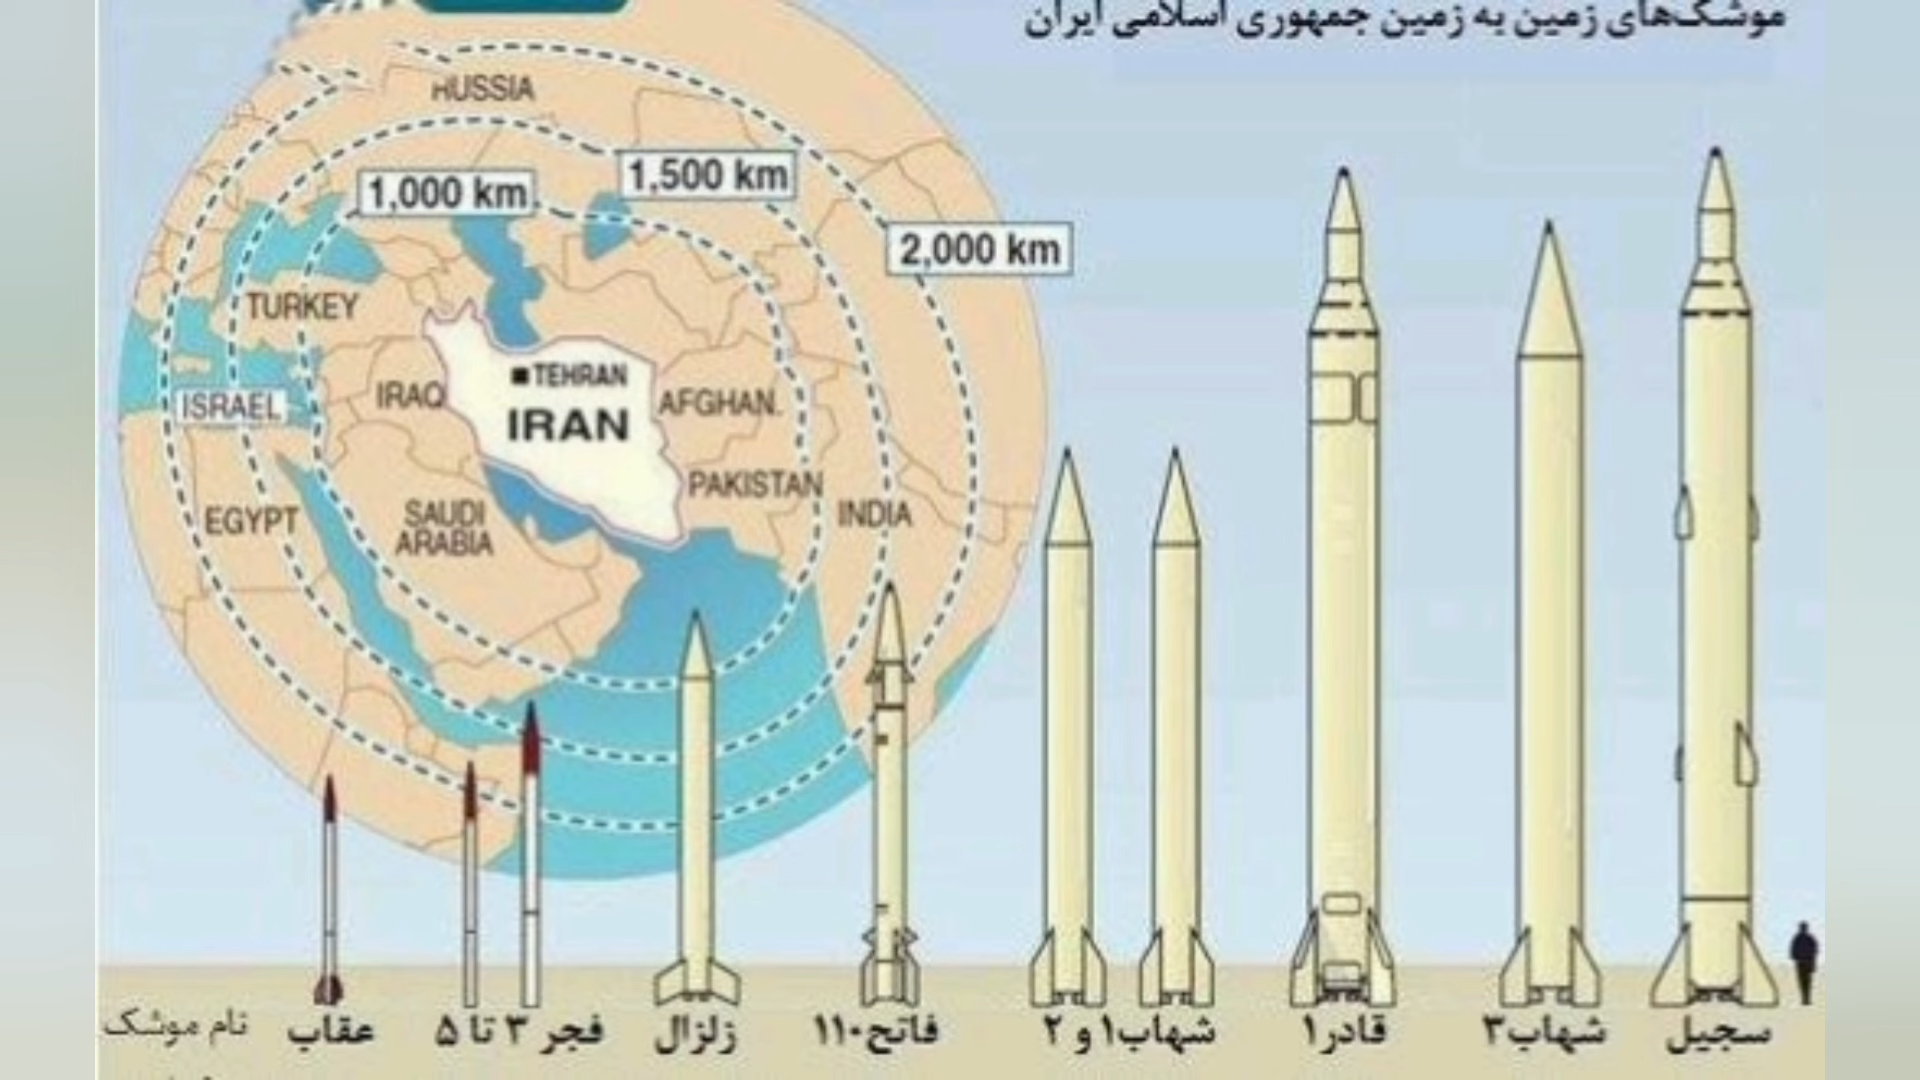 موشک‌های زمین به زمین جمهوری اسلامی ایران
RUSSIA
1,500 km
1,000 km
2,000 km
TURKEY
TEHRAN
IRAQ
ISRAEL
AFGHAN.
IRAN
PAKISTAN
EGYPT
SAUDI
ARABIA
INDIA
نام موشک
عقاب
فجر ۳ تا ۵
زلزال
فاتح۱۱۰
شهاب۱ و ۲
قادر۱
شهاب۳
سجیل